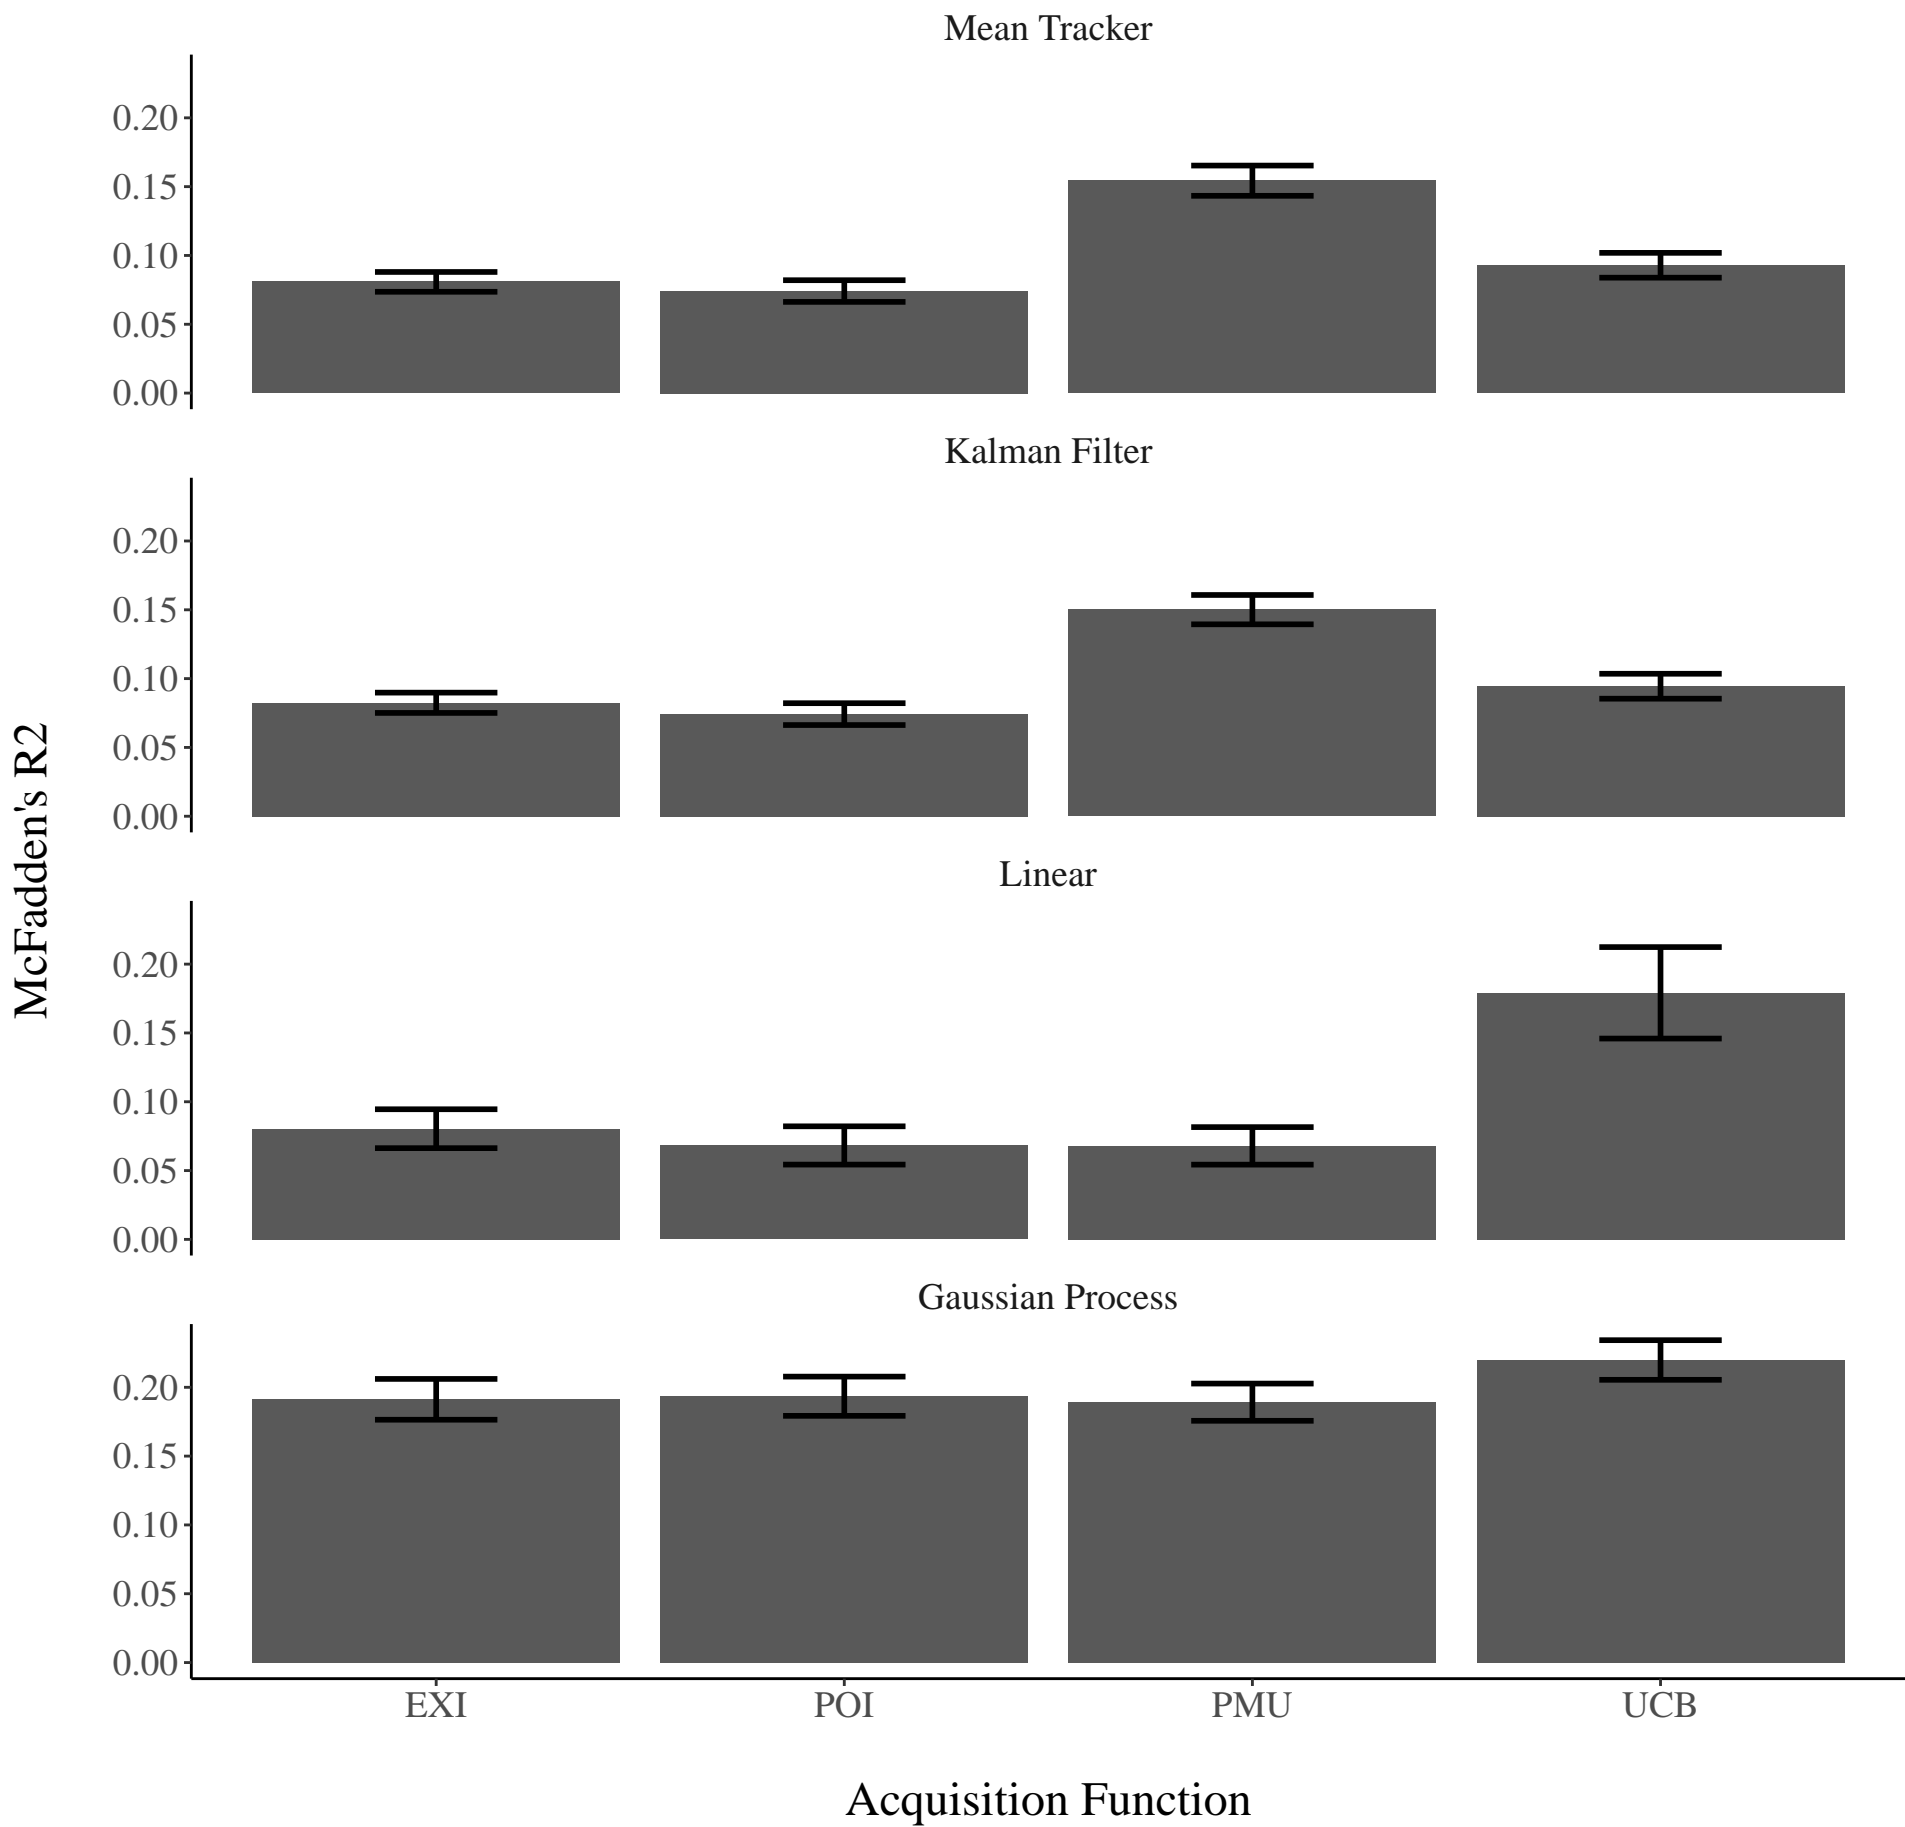 Mean Tracker
0.20
0.15
0.10
0.05
0.00
Kalman Filter
0.20
0.15
0.10
0.05
0.00
Linear
0.20
0.15
0.10
0.05
0.00
Gaussian Process
0.20
0.15
0.10
0.05
0.00
McFadden's R2
EXI POI PMU UCB
Acquisition Function